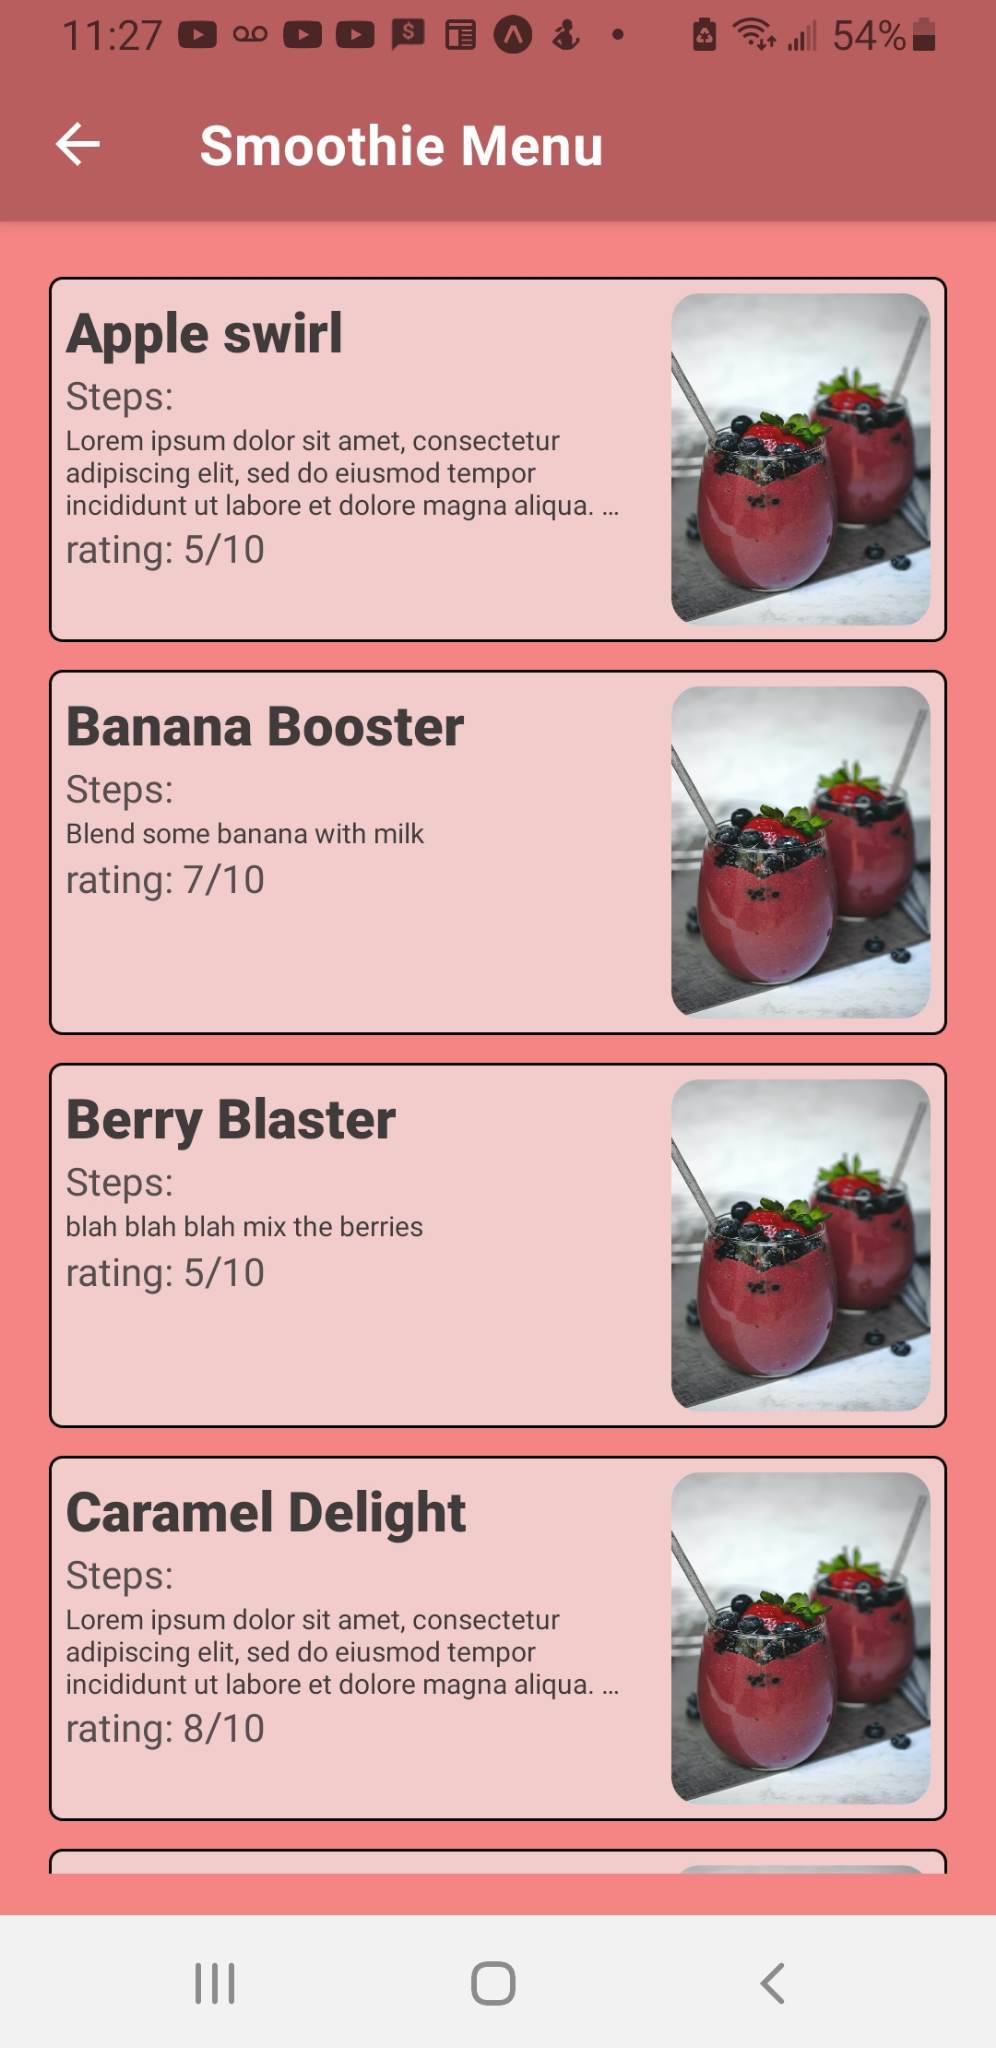 11:27 54%
Smoothie Menu
Apple swirl
Steps:
Lorem ipsum dolor sit amet, consectetur
adipiscing elit, sed do eiusmod tempor
incididunt ut labore et dolore magna aliqua. ...
rating: 5/10
Banana Booster
Steps:
Blend some banana with milk
rating: 7/10
Berry Blaster
Steps:
blah blah blah mix the berries
rating: 5/10
Caramel Delight
Steps:
Lorem ipsum dolor sit amet, consectetur
adipiscing elit, sed do eiusmod tempor
incididunt ut labore et dolore magna aliqua. ...
rating: 8/10